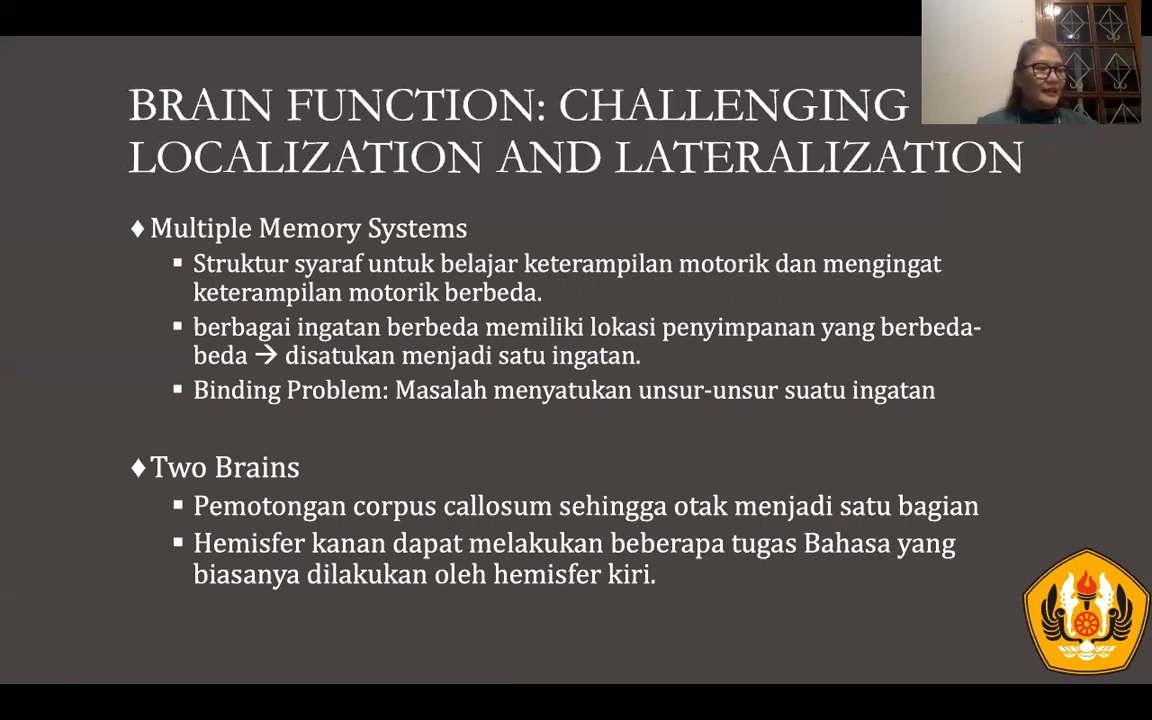 BRAIN FUNCTION: CHALLENGING
LOCALIZATION AND LATERALIZATION
♦Multiple Memory Systems
▪ Struktur syaraf untuk belajar keterampilan motorik dan mengingat
keterampilan motorik berbeda.
▪ berbagai ingatan berbeda memiliki lokasi penyimpanan yang berbeda-
beda → disatukan menjadi satu ingatan.
▪ Binding Problem: Masalah menyatukan unsur-unsur suatu ingatan
♦Two Brains
▪ Pemotongan corpus callosum sehingga otak menjadi satu bagian
▪ Hemisfer kanan dapat melakukan beberapa tugas Bahasa yang
biasanya dilakukan oleh hemisfer kiri.